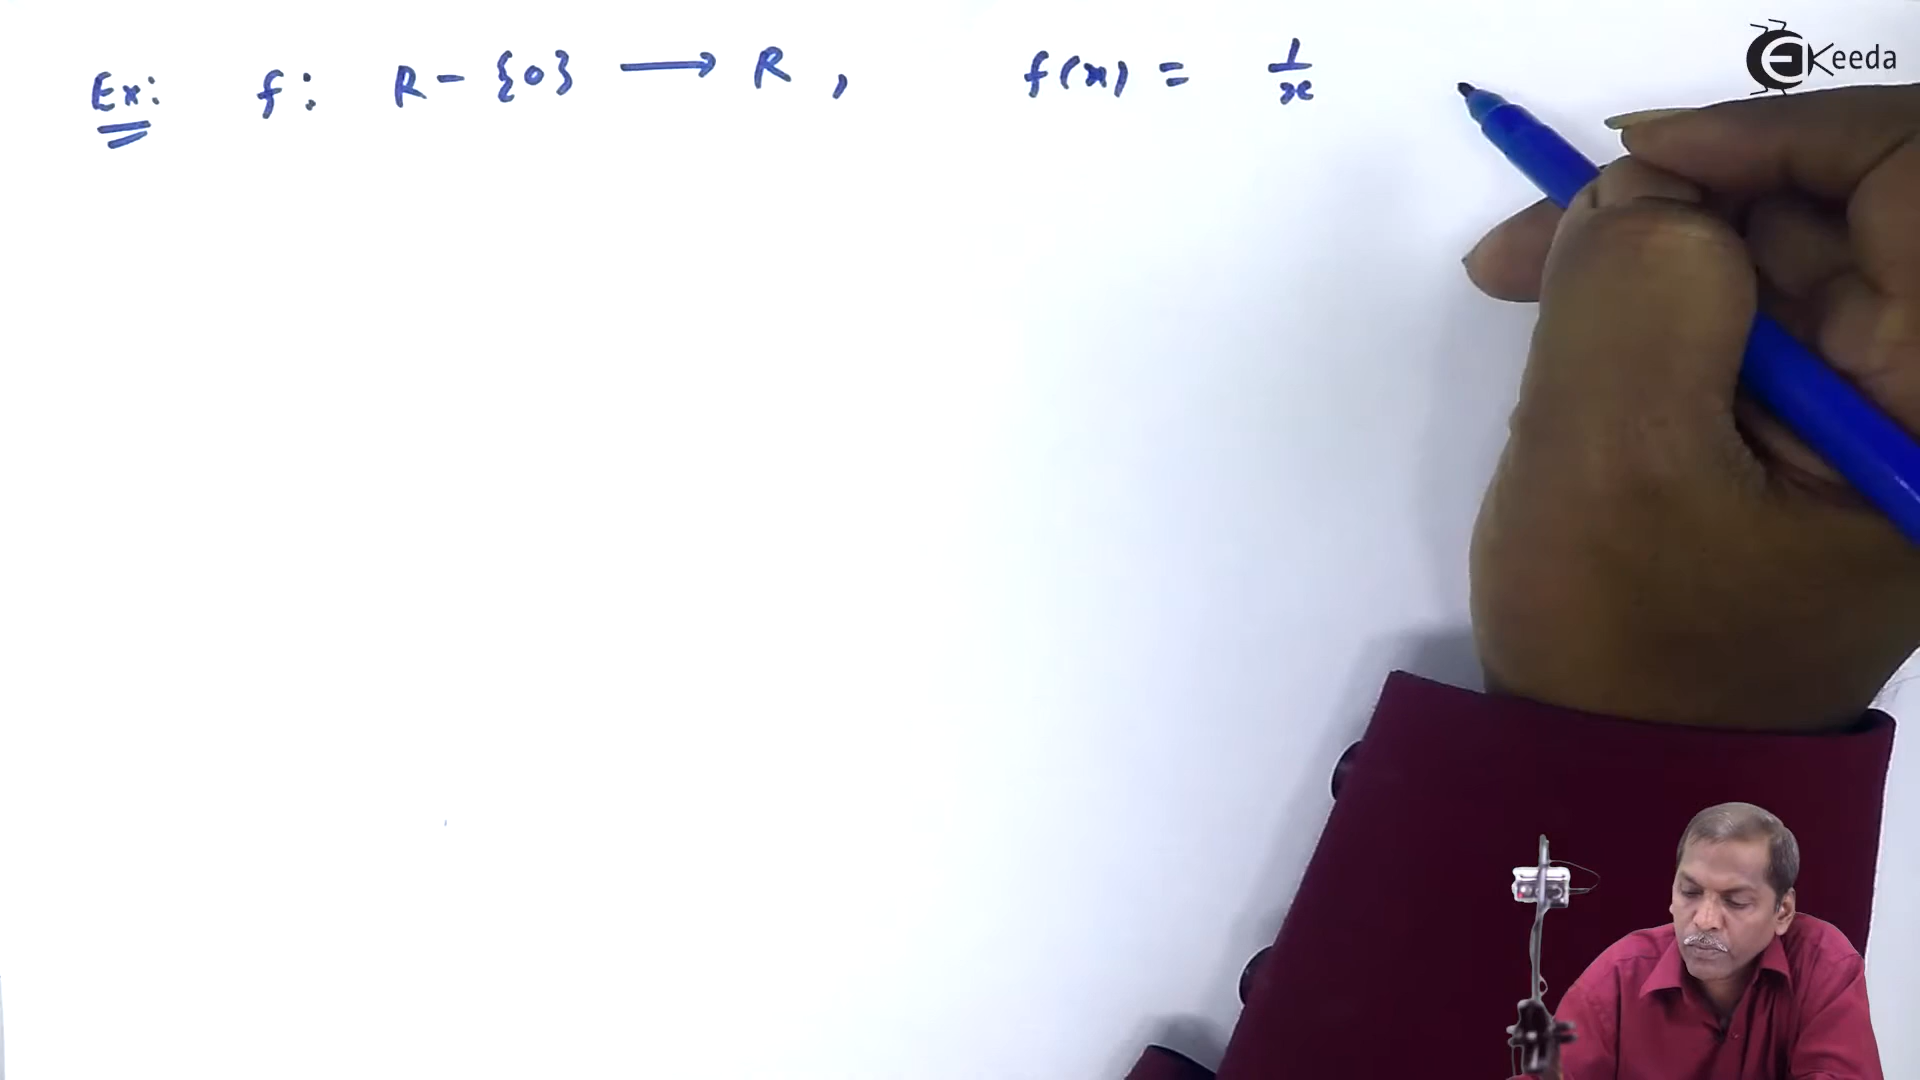 Ex: f: R - {0} ⟶ R, f(x) = 1/x
EKeeda